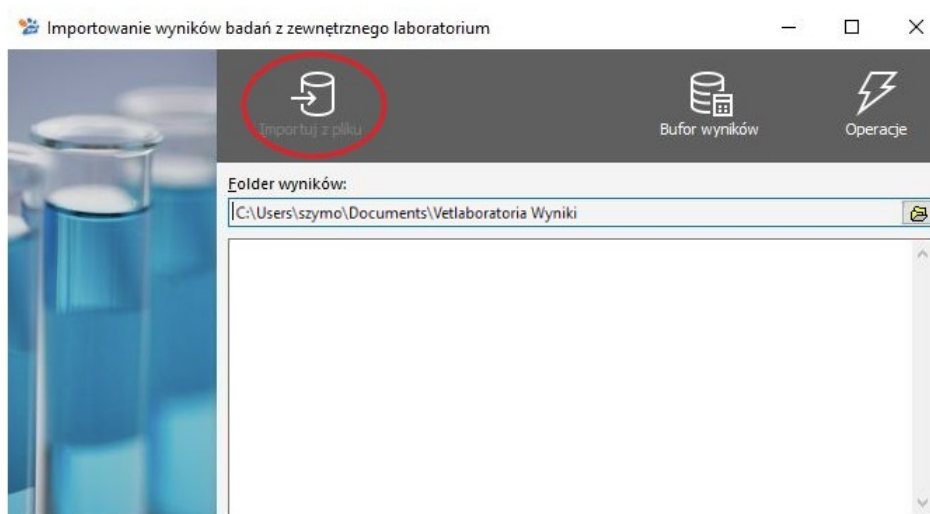 Importowanie wyników badań z zewnętrznego laboratorium
Importuj z pliku
Bufor wyników
Operacje
Folder wyników:
C:\Users\szymo\Documents\Vetlaboratoria Wyniki